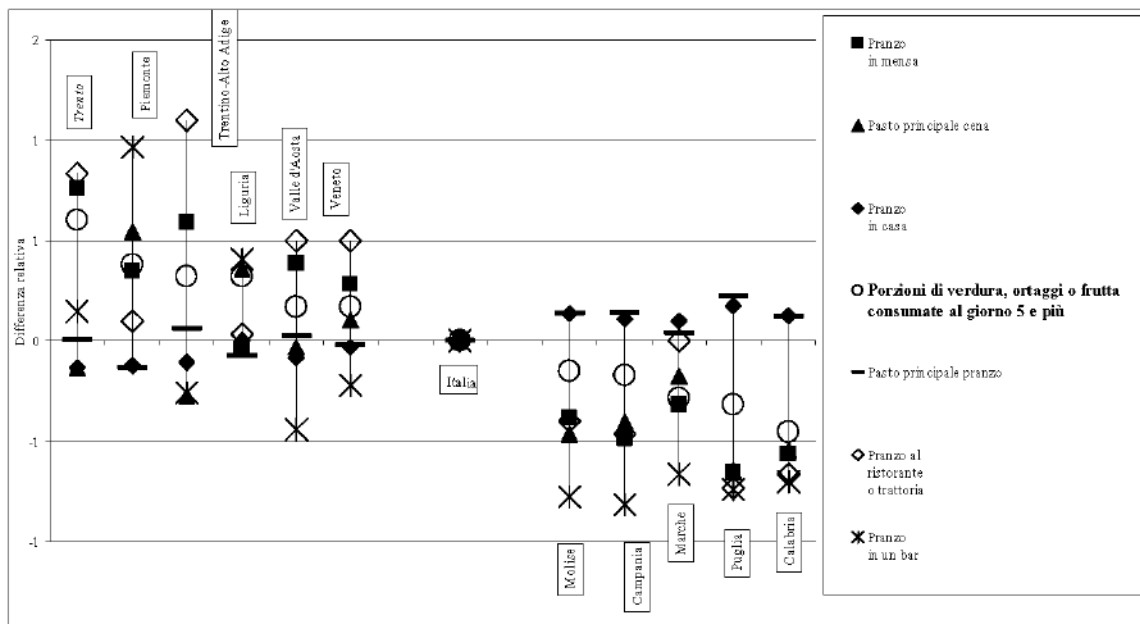 2
1
1
0
-1
-1
Differenza relativa
Trento
Piemonte
Trentino-Alto Adige
Liguria
Valle d'Aosta
Veneto
Italia
Molise
Campania
Marche
Puglia
Calabria
Pranzo
in mensa
Pasto principale cena
Pranzo
in casa
Porzioni di verdura, ortaggi o frutta
consumate al giorno 5 e più
Pasto principale pranzo
Pranzo al
ristorante
o trattoria
Pranzo
in un bar